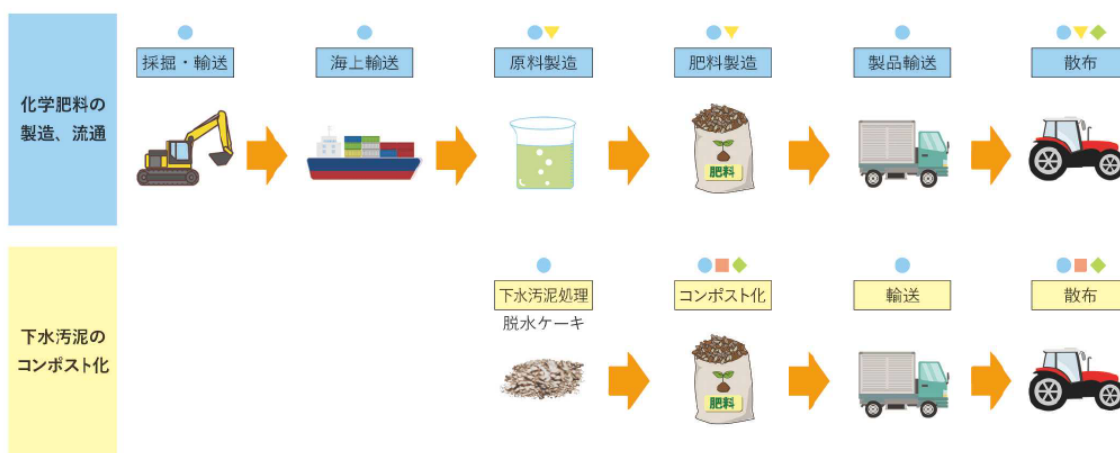 採掘・輸送
海上輸送
原料製造
肥料製造
製品輸送
散布
化学肥料の
製造、流通
肥料
下水汚泥処理
コンポスト化
輸送
散布
脱水ケーキ
下水汚泥の
コンポスト化
肥料